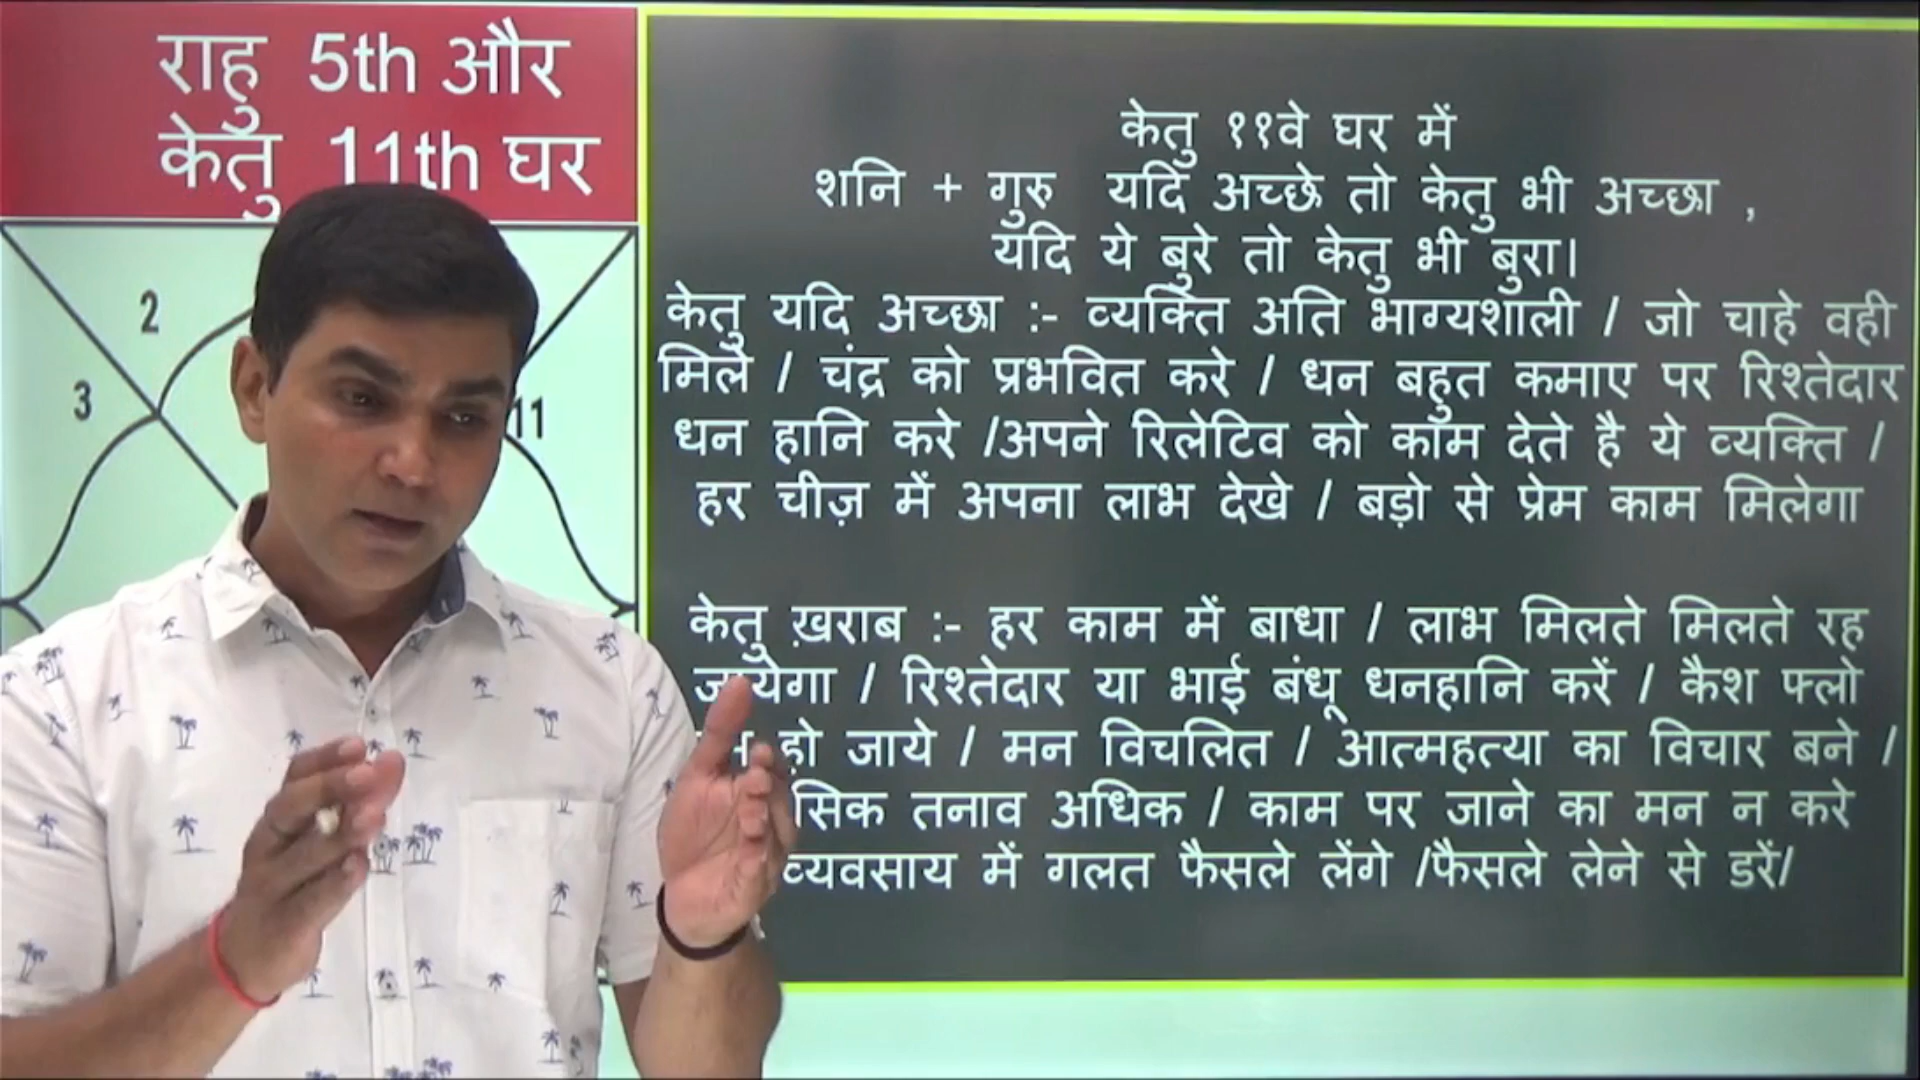 राहु 5th और
केतु 11th घर
2
3
11
केतु ११वे घर में
शनि + गुरु यदि अच्छे तो केतु भी अच्छा ,
यदि ये बुरे तो केतु भी बुरा।
केतु यदि अच्छा :- व्यक्ति अति भाग्यशाली / जो चाहे वही
मिले / चंद्र को प्रभवित करे / धन बहुत कमाए पर रिश्तेदार
धन हानि करे /अपने रिलेटिव को काम देते है ये व्यक्ति /
हर चीज़ में अपना लाभ देखे / बड़ो से प्रेम काम मिलेगा
केतु ख़राब :- हर काम में बाधा / लाभ मिलते मिलते रह
जायेगा / रिश्तेदार या भाई बंधू धनहानि करें / कैश फ्लो
हो जाये / मन विचलित / आत्महत्या का विचार बने /
तनाव अधिक / काम पर जाने का मन न करे
व्यवसाय में गलत फैसले लेंगे /फैसले लेने से डरें/